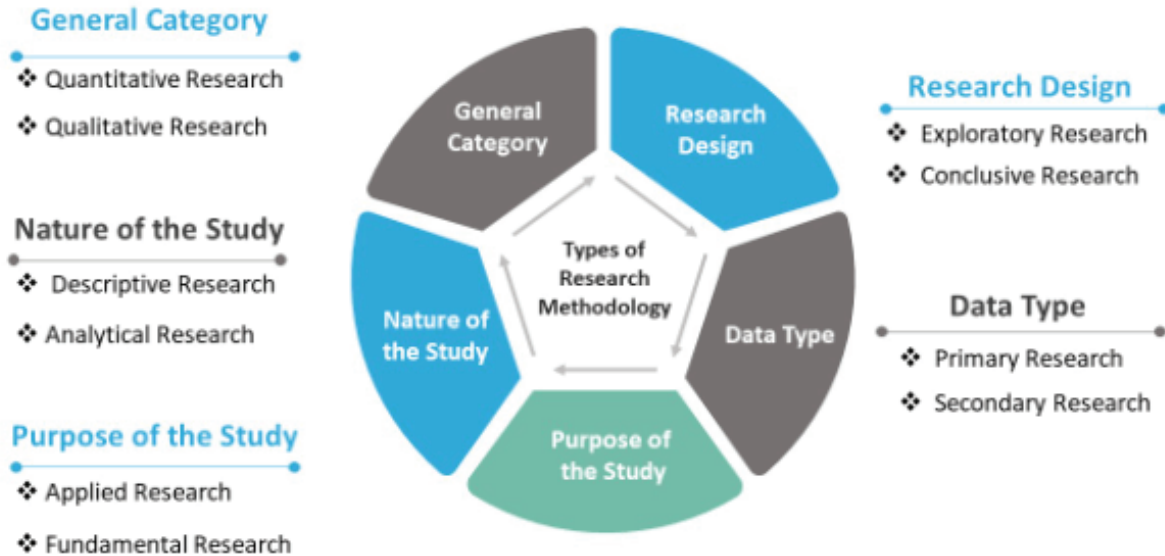 General Category
❖ Quantitative Research
❖ Qualitative Research
Nature of the Study
❖ Descriptive Research
❖ Analytical Research
Purpose of the Study
❖ Applied Research
❖ Fundamental Research
General
Category
Research
Design
Types of
Research
Methodology
Nature of
the Study
Data Type
Purpose of
the Study
Research Design
❖ Exploratory Research
❖ Conclusive Research
Data Type
❖ Primary Research
❖ Secondary Research